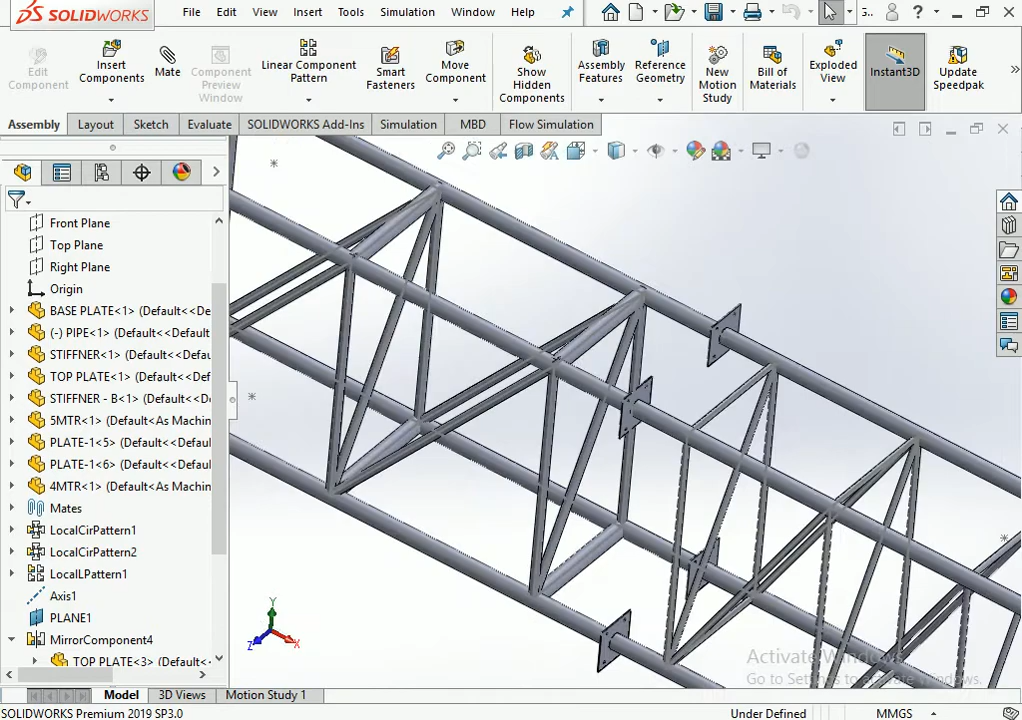 SOLIDWORKS
File Edit View Insert Tools Simulation Window Help
5..
Edit Component
Insert Components
Mate
Component Preview Window
Linear Component Pattern
Smart Fasteners
Move Component
Show Hidden Components
Assembly Features
Reference Geometry
New Motion Study
Bill of Materials
Exploded View
Instant3D
Update Speedpak
Assembly Layout Sketch Evaluate SOLIDWORKS Add-Ins Simulation MBD Flow Simulation
Front Plane
Top Plane
Right Plane
Origin
BASE PLATE<1> (Default<<De
(-) PIPE<1> (Default<<Defau
STIFFNER<1> (Default<<Defau
TOP PLATE<1> (Default<<Def
STIFFNER - B<1> (Default<<D
5MTR<1> (Default<As Machin
PLATE-1<5> (Default<<Defau
PLATE-1<6> (Default<<Defau
4MTR<1> (Default<As Machin
Mates
LocalCirPattern1
LocalCirPattern2
LocalLPattern1
Axis1
PLANE1
MirrorComponent4
TOP PLATE<3> (Default<
Y
Z X
Activate Windows
Go to Settings to activate Windows.
Model 3D Views Motion Study 1
SOLIDWORKS Premium 2019 SP3.0 Under Defined MMGS